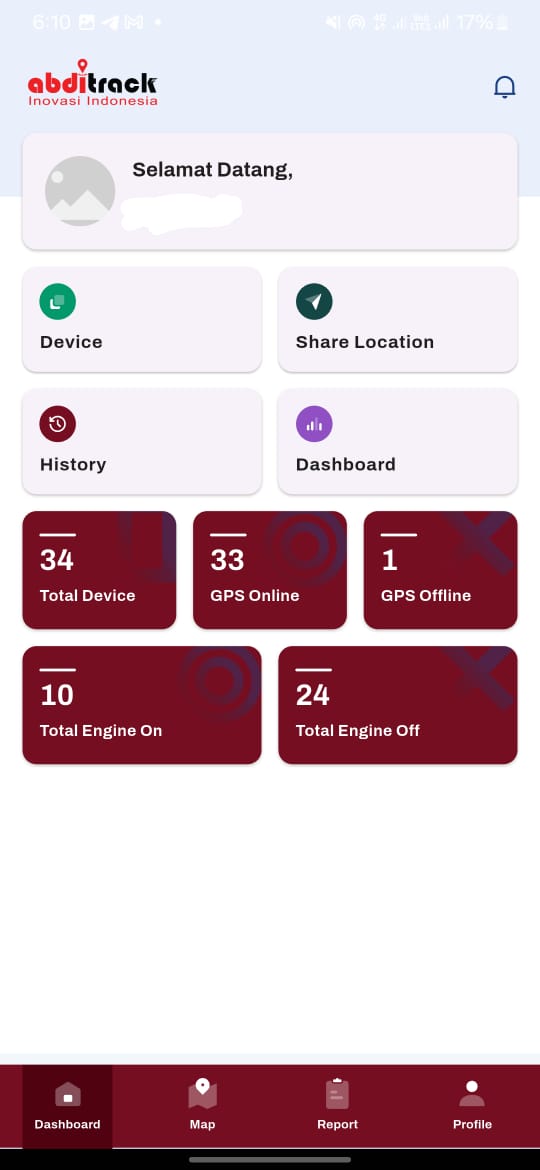 6:10
17%
abditrack
Inovasi Indonesia
Selamat Datang,
Device
Share Location
History
Dashboard
34
Total Device
33
GPS Online
1
GPS Offline
10
Total Engine On
24
Total Engine Off
Dashboard
Map
Report
Profile